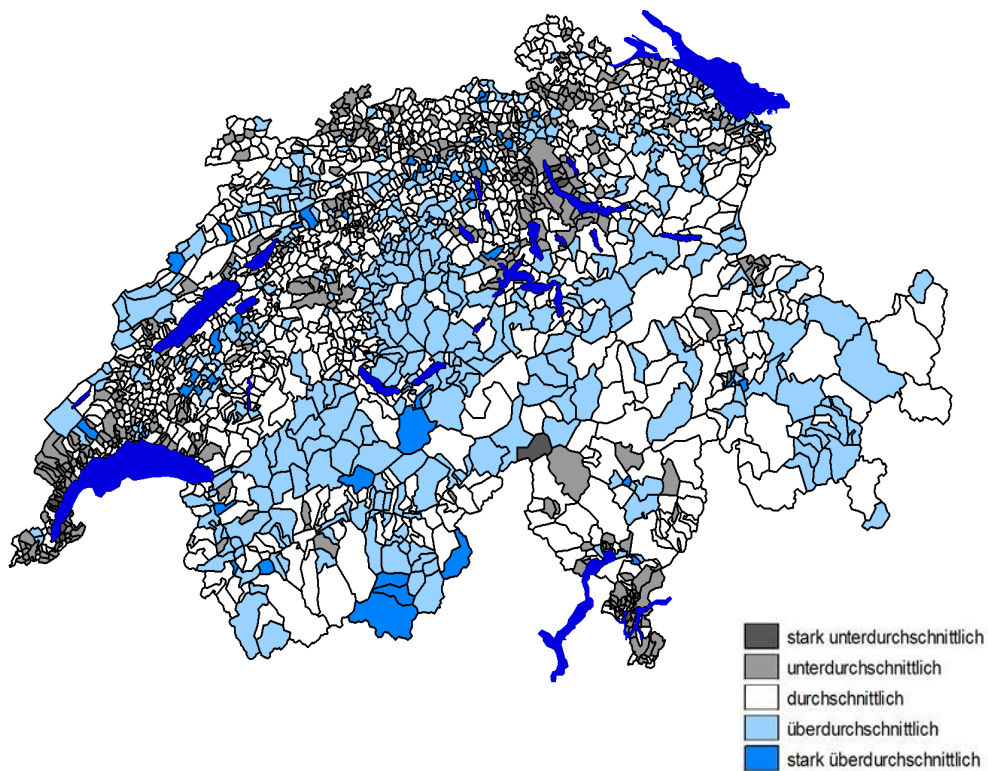 stark unterdurchschnittlich
unterdurchschnittlich
durchschnittlich
überdurchschnittlich
stark überdurchschnittlich